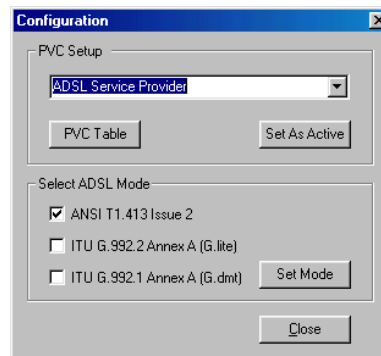 Configuration
PVC Setup
ADSL Service Provider
PVC Table
Set As Active
Select ADSL Mode
ANSI T1.413 Issue 2
ITU G.992.2 Annex A (G.lite)
ITU G.992.1 Annex A (G.dmt)
Set Mode
Close